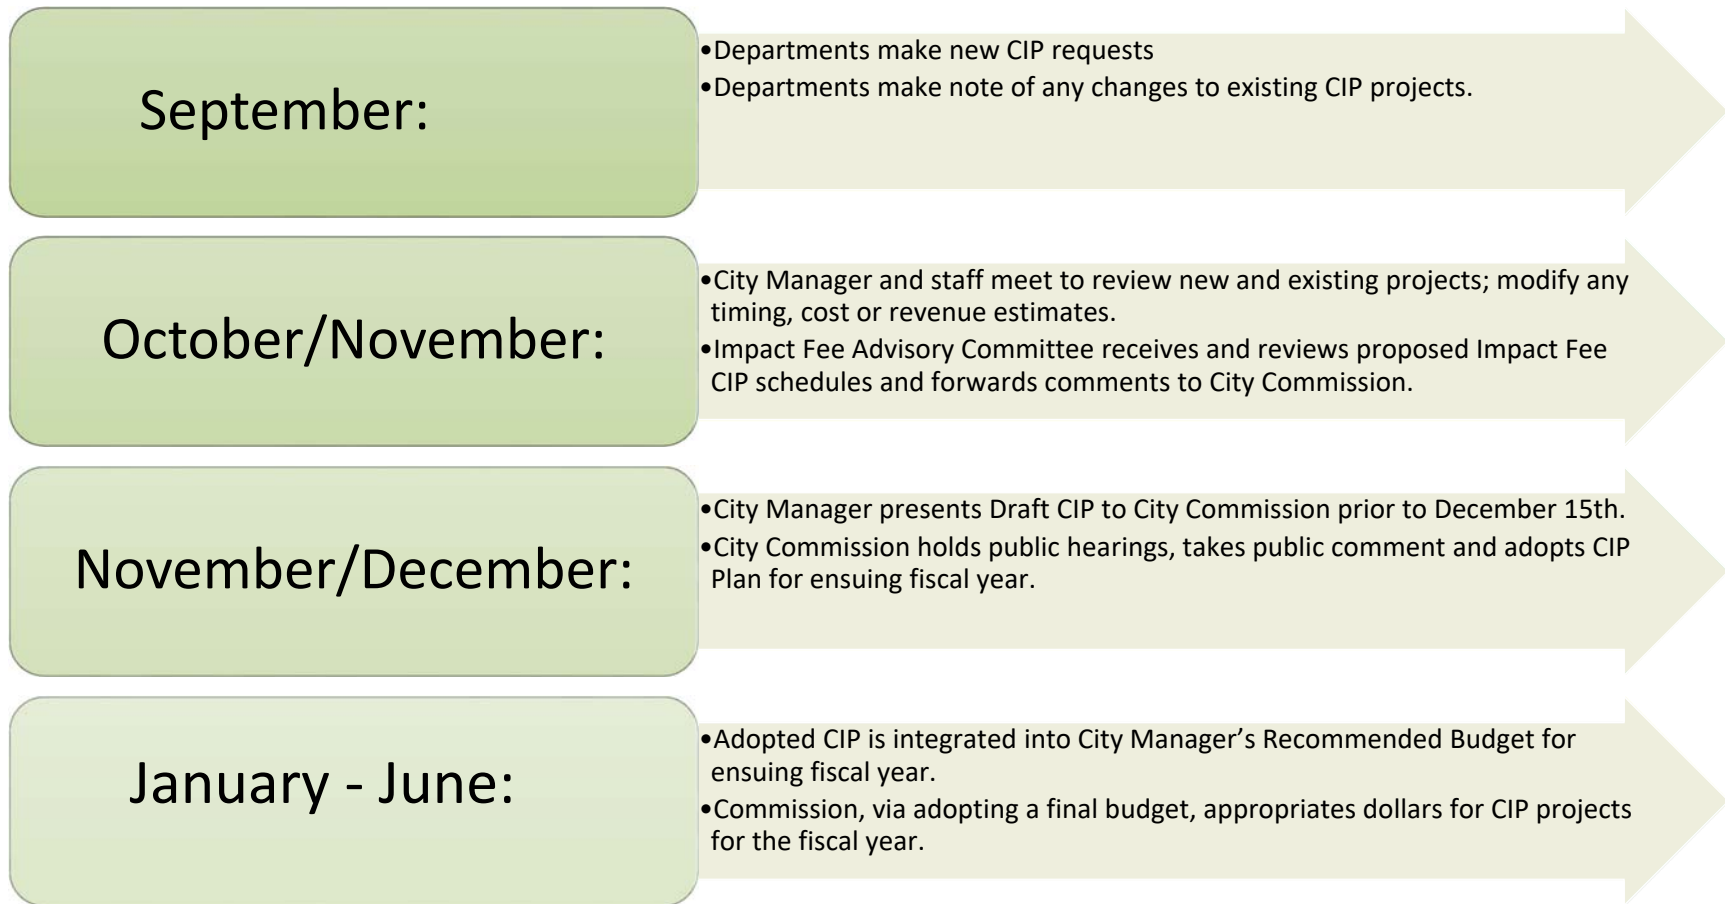 September:
•Departments make new CIP requests
•Departments make note of any changes to existing CIP projects.
October/November:
•City Manager and staff meet to review new and existing projects; modify any
timing, cost or revenue estimates.
•Impact Fee Advisory Committee receives and reviews proposed Impact Fee
CIP schedules and forwards comments to City Commission.
November/December:
•City Manager presents Draft CIP to City Commission prior to December 15th.
•City Commission holds public hearings, takes public comment and adopts CIP
Plan for ensuing fiscal year.
January - June:
•Adopted CIP is integrated into City Manager’s Recommended Budget for
ensuing fiscal year.
•Commission, via adopting a final budget, appropriates dollars for CIP projects
for the fiscal year.